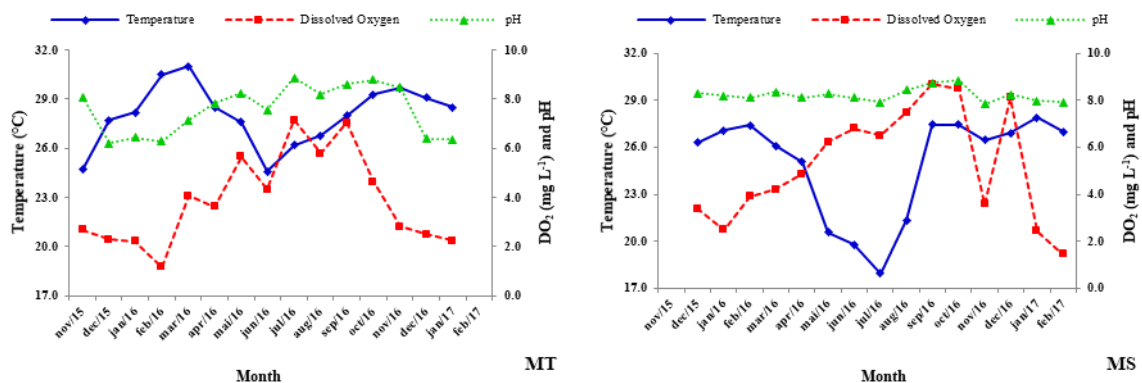 Temperature Dissolved Oxygen pH
Temperature (°C)
32.0
29.0
26.0
23.0
20.0
17.0
10.0
8.0
6.0
4.0
2.0
0.0
DO₂ (mg L⁻¹) and pH
nov/15 dec/15 jan/16 feb/16 mar/16 apr/16 mai/16 jun/16 jul/16 aug/16 sep/16 oct/16 nov/16 dec/16 jan/17 feb/17
Month
MT
Temperature Dissolved Oxygen pH
Temperature (°C)
32.0
29.0
26.0
23.0
20.0
17.0
10.0
8.0
6.0
4.0
2.0
0.0
DO₂ (mg L⁻¹) and pH
nov/15 dec/15 jan/16 feb/16 mar/16 apr/16 mai/16 jun/16 jul/16 aug/16 sep/16 oct/16 nov/16 dec/16 jan/17 feb/17
Month
MS